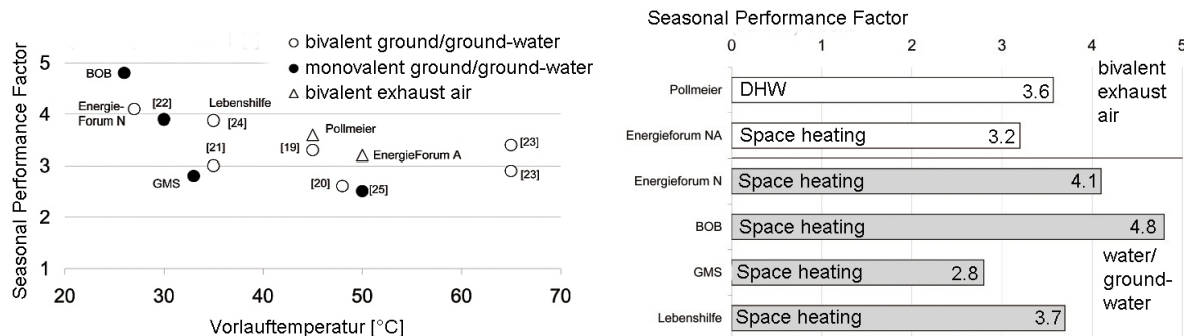 Seasonal Performance Factor
5
4
3
2
1
20
30
40
50
60
70
Vorlauftemperatur [°C]
bivalent ground/ground-water
monovalent ground/ground-water
bivalent exhaust air
BOB
Energie-
Forum N
[22]
Lebenshilfe
[24]
[21]
GMS
Pollmeier
[19]
EnergieForum A
[20]
[25]
[23]
[23]
Seasonal Performance Factor
0
1
2
3
4
5
Pollmeier
DHW
3.6
bivalent
exhaust
air
Energieforum NA
Space heating
3.2
Energieforum N
Space heating
4.1
BOB
Space heating
4.8
GMS
Space heating
2.8
water/
ground-
water
Lebenshilfe
Space heating
3.7